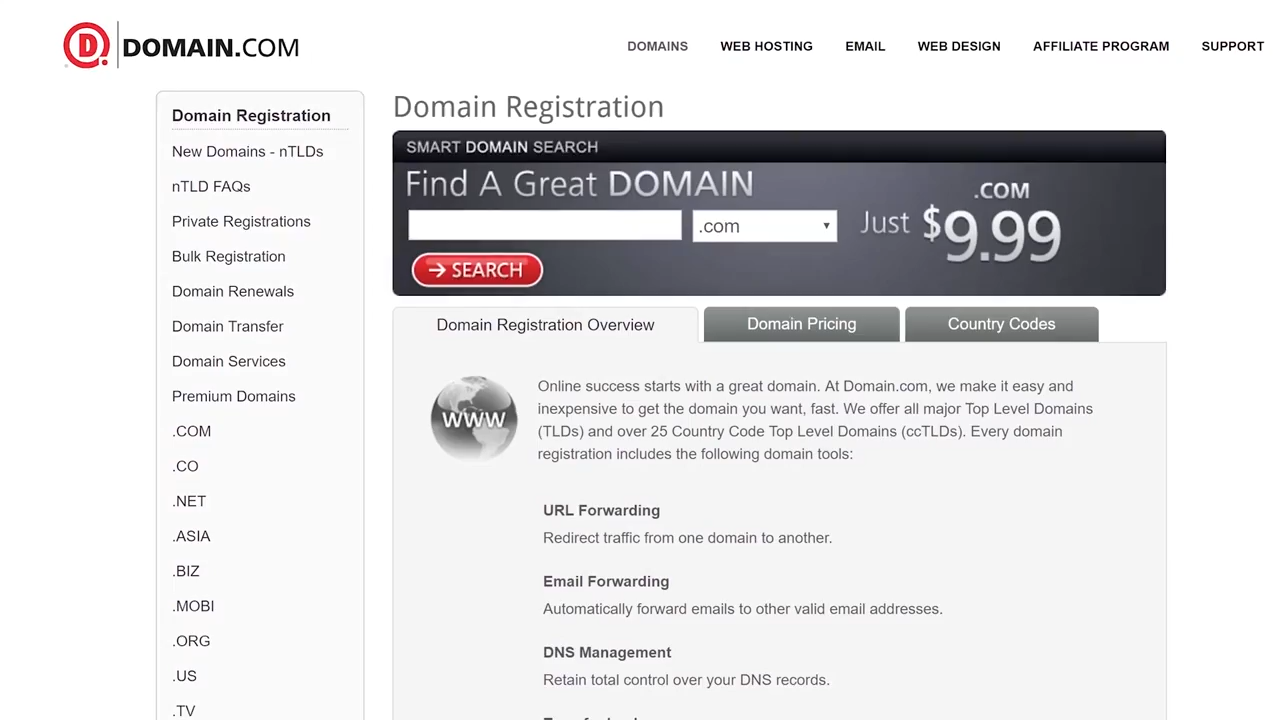 DOMAIN.COM
DOMAINS WEB HOSTING EMAIL WEB DESIGN AFFILIATE PROGRAM SUPPORT
Domain Registration
New Domains - nTLDs
nTLD FAQs
Private Registrations
Bulk Registration
Domain Renewals
Domain Transfer
Domain Services
Premium Domains
.COM
.CO
.NET
.ASIA
.BIZ
.MOBI
.ORG
.US
.TV
Domain Registration
SMART DOMAIN SEARCH
Find A Great DOMAIN
.com
.COM
Just $9.99
→ SEARCH
Domain Registration Overview
Domain Pricing
Country Codes
www
Online success starts with a great domain. At Domain.com, we make it easy and
inexpensive to get the domain you want, fast. We offer all major Top Level Domains
(TLDs) and over 25 Country Code Top Level Domains (ccTLDs). Every domain
registration includes the following domain tools:
URL Forwarding
Redirect traffic from one domain to another.
Email Forwarding
Automatically forward emails to other valid email addresses.
DNS Management
Retain total control over your DNS records.